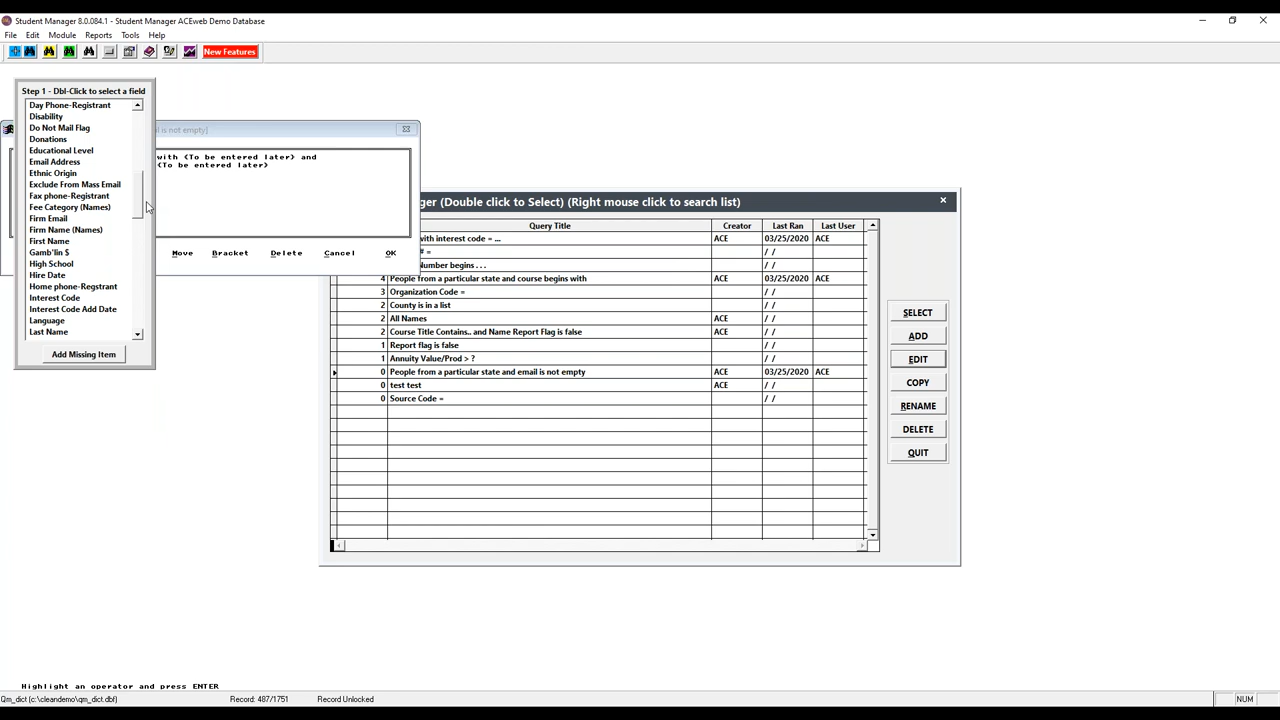 Student Manager 8.0.084.1 - Student Manager ACEweb Demo Database
File Edit Module Reports Tools Help
New Features
Step 1 - Dbl-Click to select a field
Day Phone-Registrant
Disability
Do Not Mail Flag
Donations
Educational Level
Email Address
Ethnic Origin
Exclude From Mass Email
Fax phone-Registrant
Fee Category (Names)
Firm Email
Firm Name (Names)
First Name
Gamb'lin $
High School
Hire Date
Home phone-Regstrant
Interest Code
Interest Code Add Date
Language
Last Name
Add Missing Item
is not empty]
with <To be entered later> and
<To be entered later>
Move Bracket Delete Cancel OK
ger (Double click to Select) (Right mouse click to search list)
Query Title Creator Last Ran Last User
with interest code = ... ACE 03/25/2020 ACE
# = / /
Number begins . . . / /
4 People from a particular state and course begins with ACE 03/25/2020 ACE
3 Organization Code = / /
2 County is in a list / /
2 All Names ACE / /
2 Course Title Contains.. and Name Report Flag is false ACE / /
1 Report flag is false / /
1 Annuity Value/Prod > ? / /
0 People from a particular state and email is not empty ACE 03/25/2020 ACE
0 test test ACE / /
0 Source Code = / /
SELECT
ADD
EDIT
COPY
RENAME
DELETE
QUIT
Highlight an operator and press ENTER
Qm_dict (c:\cleandemo\qm_dict.dbf) Record: 487/1751 Record Unlocked NUM